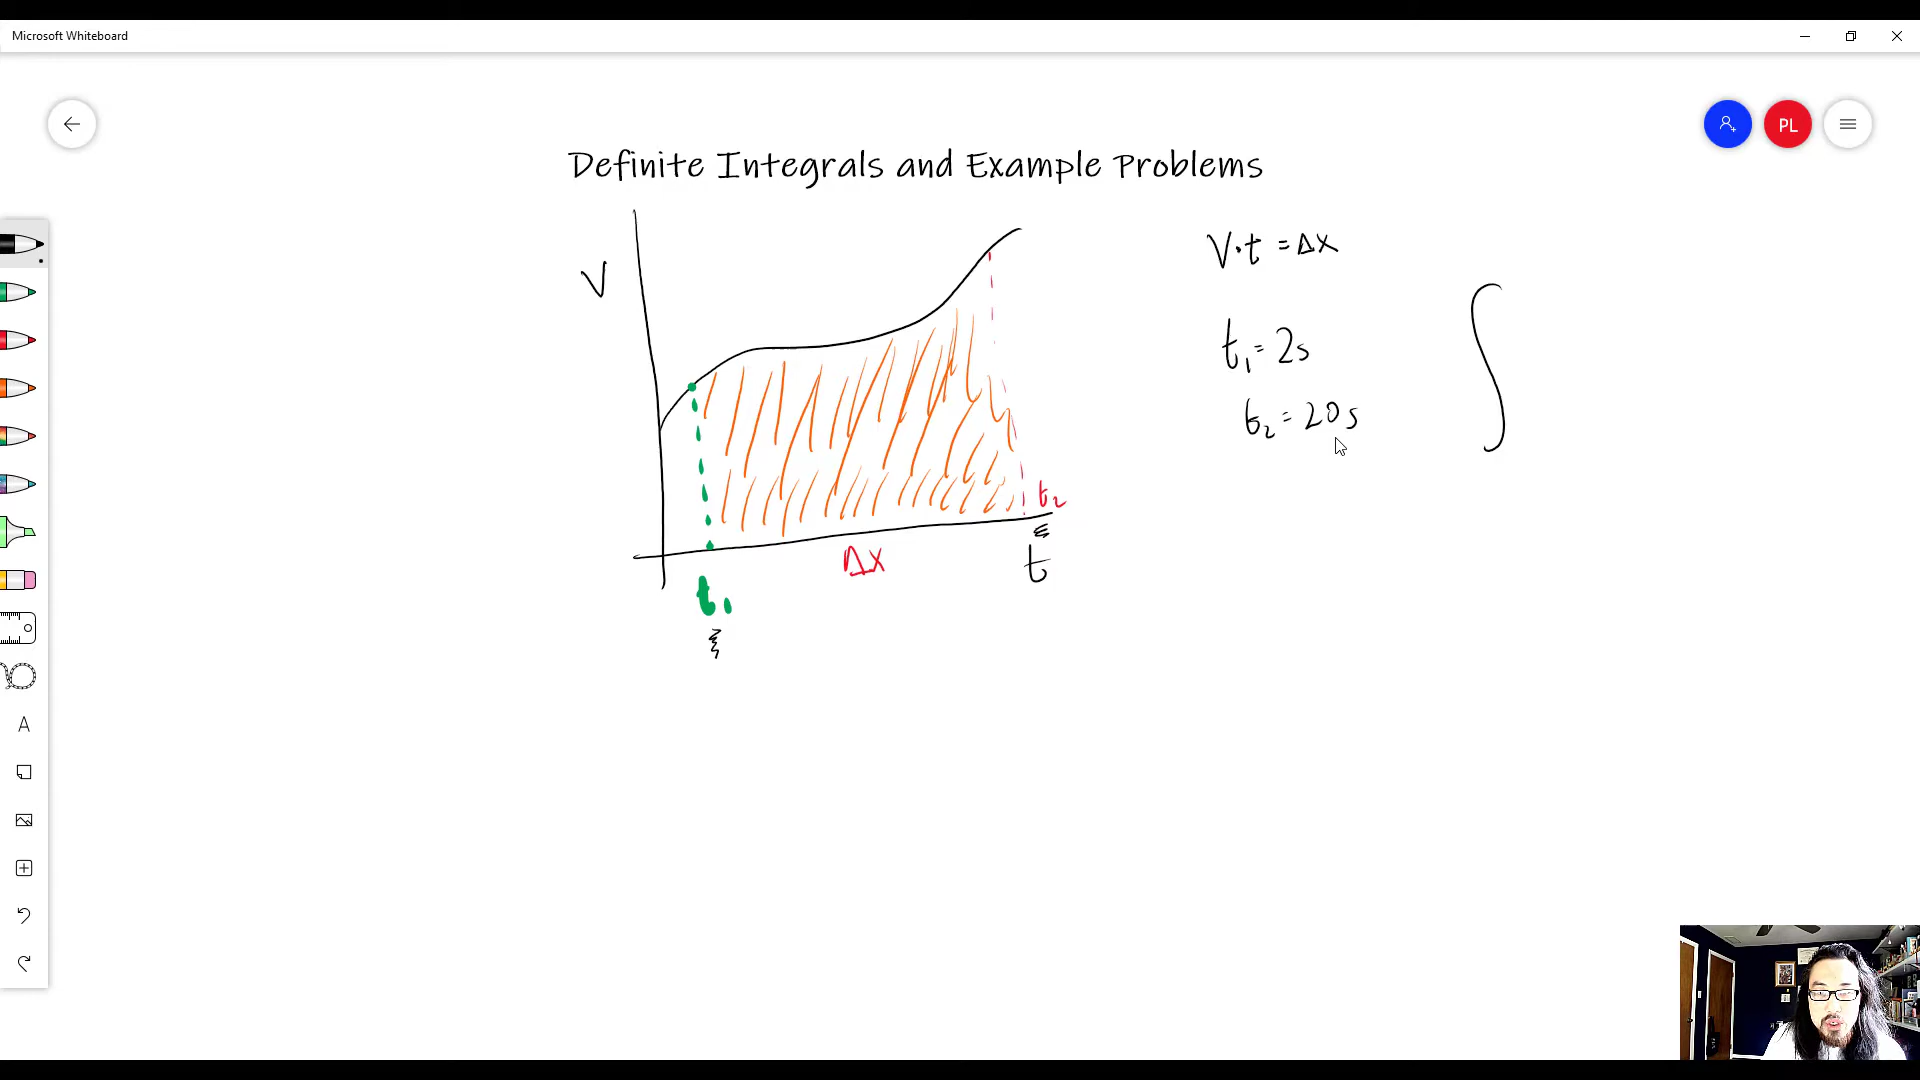 Microsoft Whiteboard
PL
Definite Integrals and Example Problems
V
V·t = Δx
t₁ = 2s
t₂ = 20s
∫
t₂
Δx
t
t₁
A